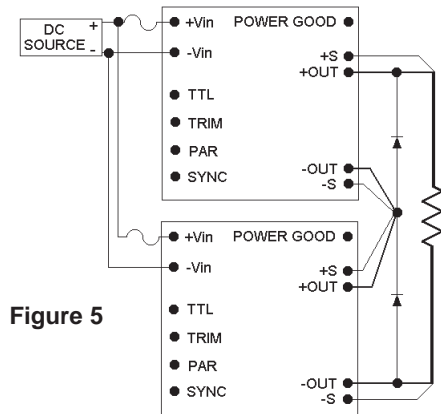 DC
SOURCE
+
-
+Vin
-Vin
TTL
TRIM
PAR
SYNC
POWER GOOD
+S
+OUT
-OUT
-S
+Vin
-Vin
TTL
TRIM
PAR
SYNC
POWER GOOD
+S
+OUT
-OUT
-S
Figure 5